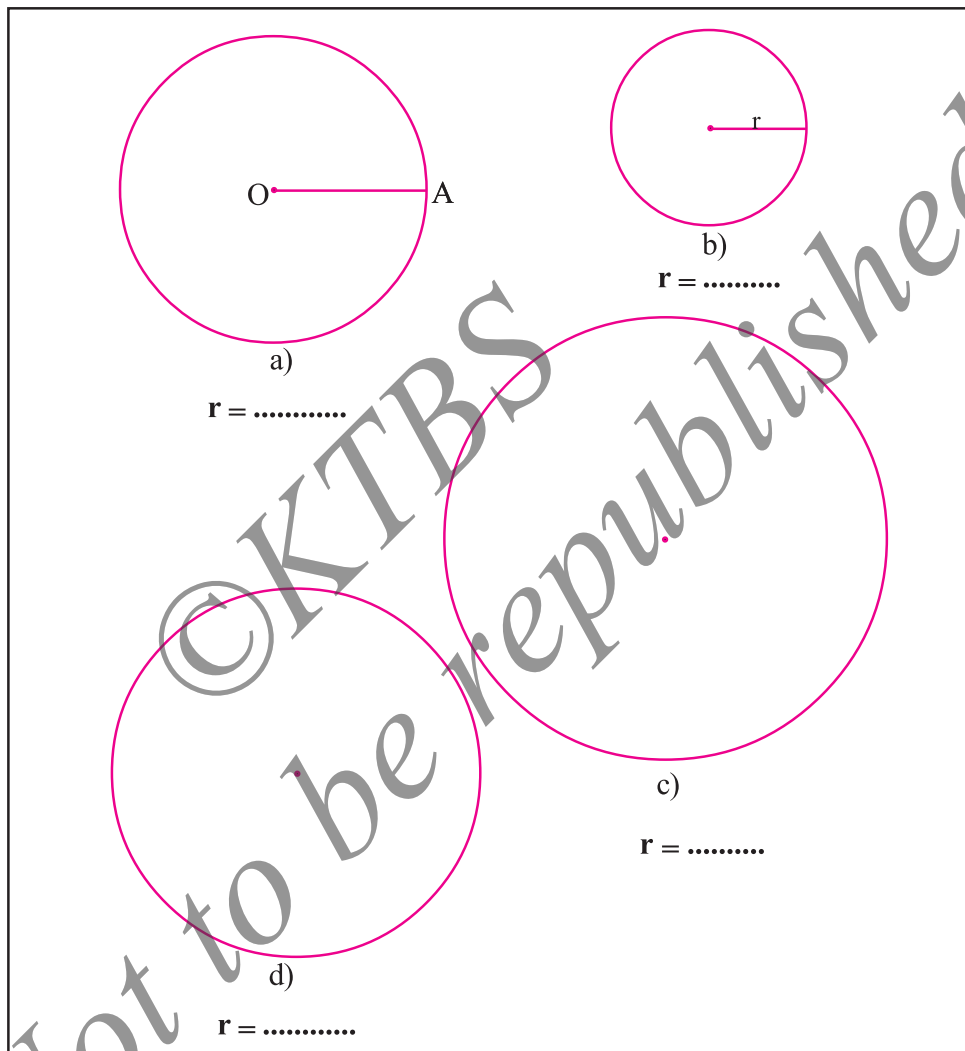 O A
a)
r = ............
r
b)
r = ..........
c)
r = ..........
d)
r = ............
©KTBS
Not to be republished